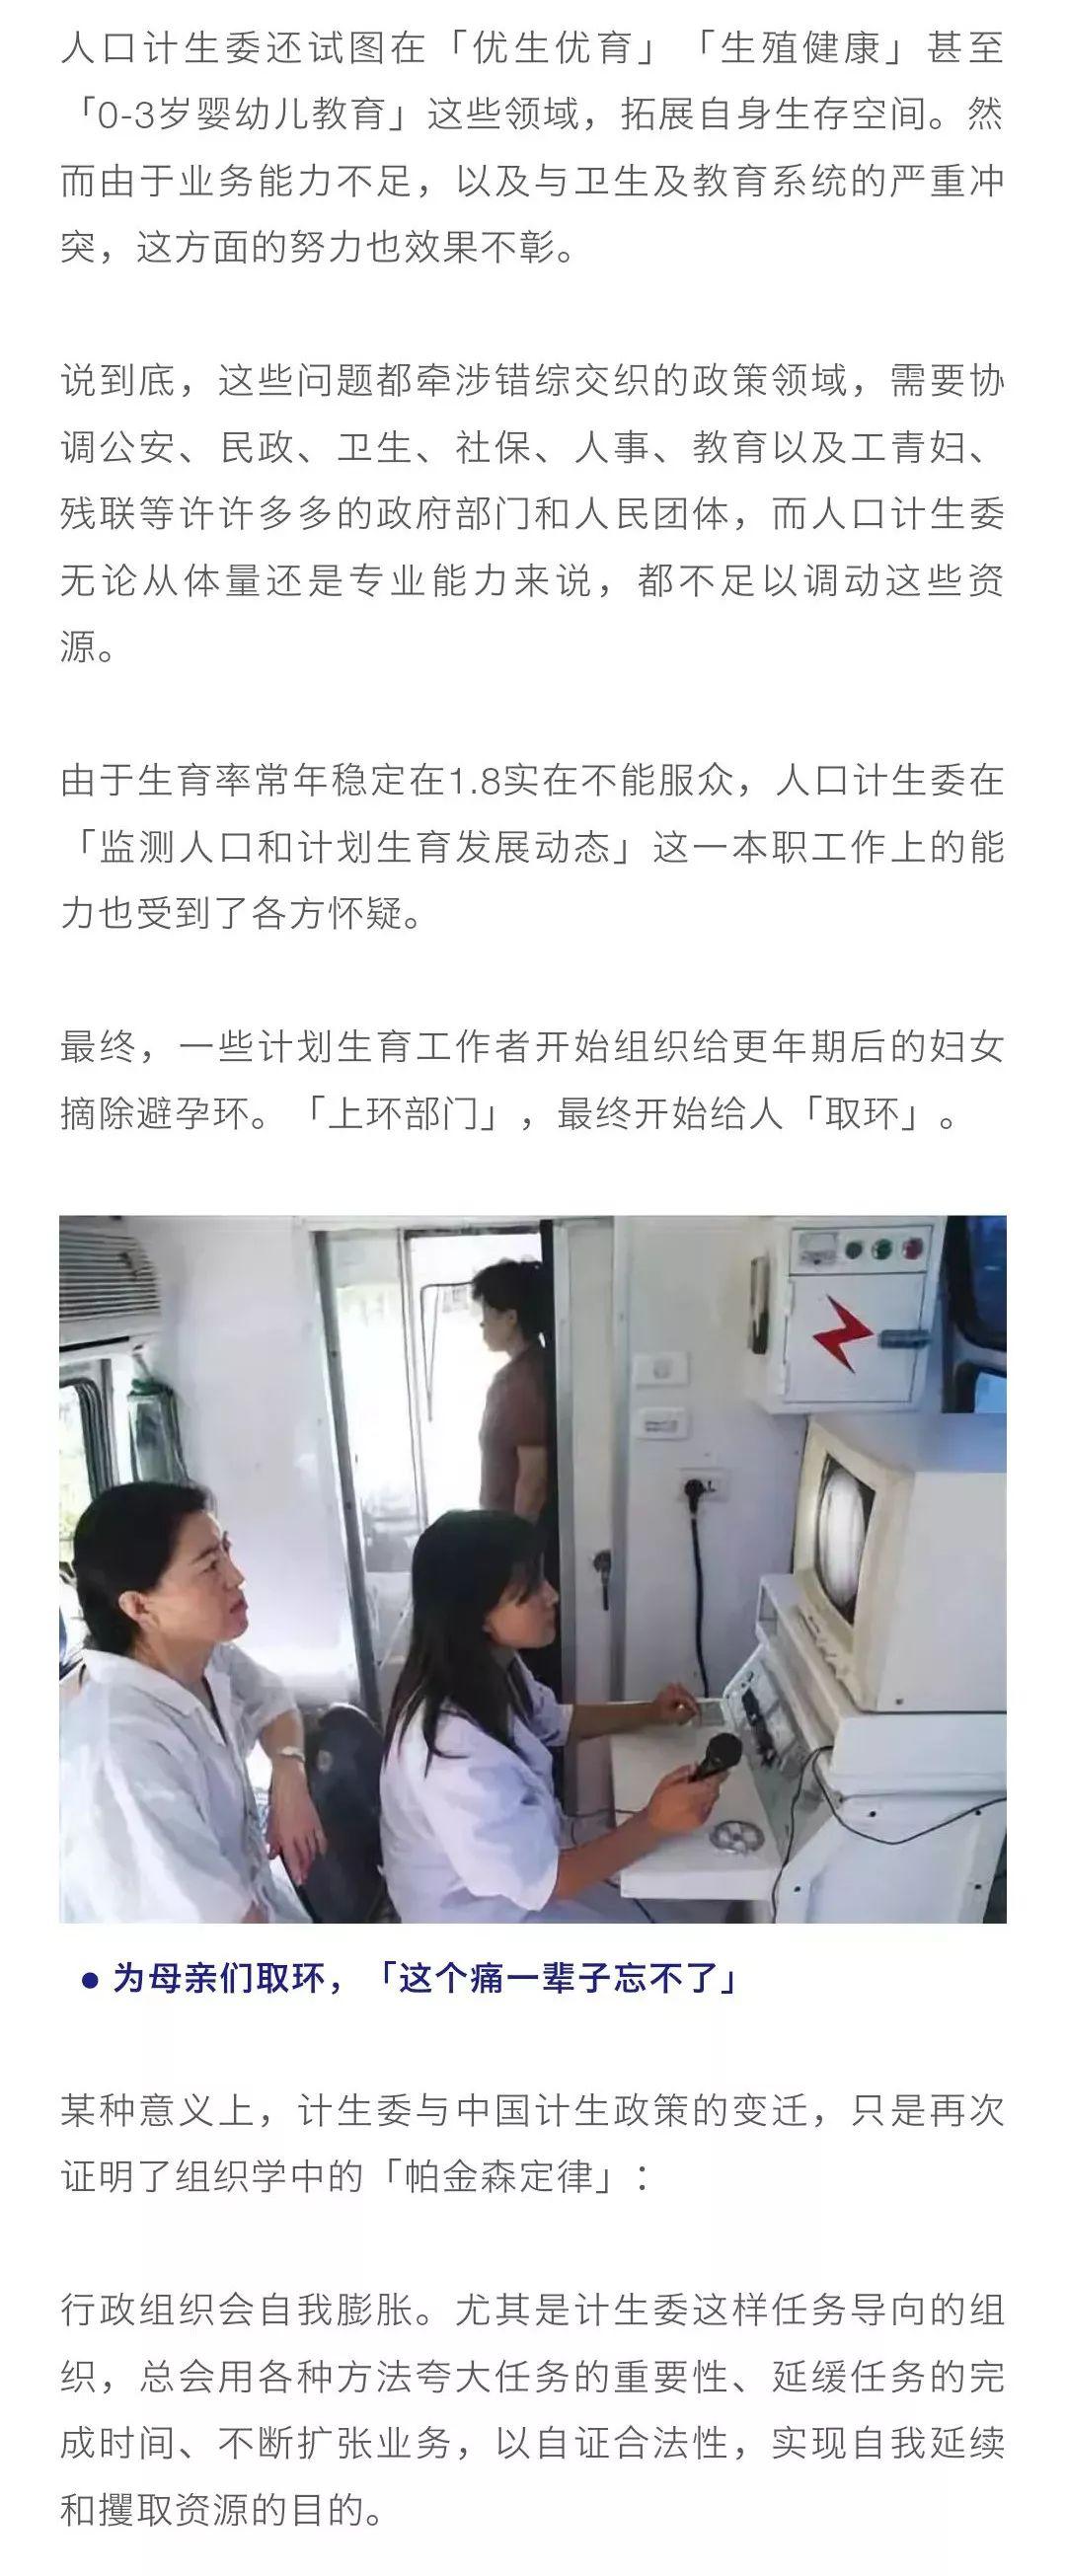 人口计生委还试图在「优生优育」「生殖健康」甚至
「0-3岁婴幼儿教育」这些领域，拓展自身生存空间。然
而由于业务能力不足，以及与卫生及教育系统的严重冲
突，这方面的努力也效果不彰。
说到底，这些问题都牵涉错综交织的政策领域，需要协
调公安、民政、卫生、社保、人事、教育以及工青妇、
残联等许许多多的政府部门和人民团体，而人口计生委
无论从体量还是专业能力来说，都不足以调动这些资
源。
由于生育率常年稳定在1.8实在不能服众，人口计生委在
「监测人口和计划生育发展动态」这一本职工作上的能
力也受到了各方怀疑。
最终，一些计划生育工作者开始组织给更年期后的妇女
摘除避孕环。「上环部门」，最终开始给人「取环」。
● 为母亲们取环，「这个痛一辈子忘不了」
某种意义上，计生委与中国计生政策的变迁，只是再次
证明了组织学中的「帕金森定律」：
行政组织会自我膨胀。尤其是计生委这样任务导向的组
织，总会用各种方法夸大任务的重要性、延缓任务的完
成时间、不断扩张业务，以自证合法性，实现自我延续
和攫取资源的目的。